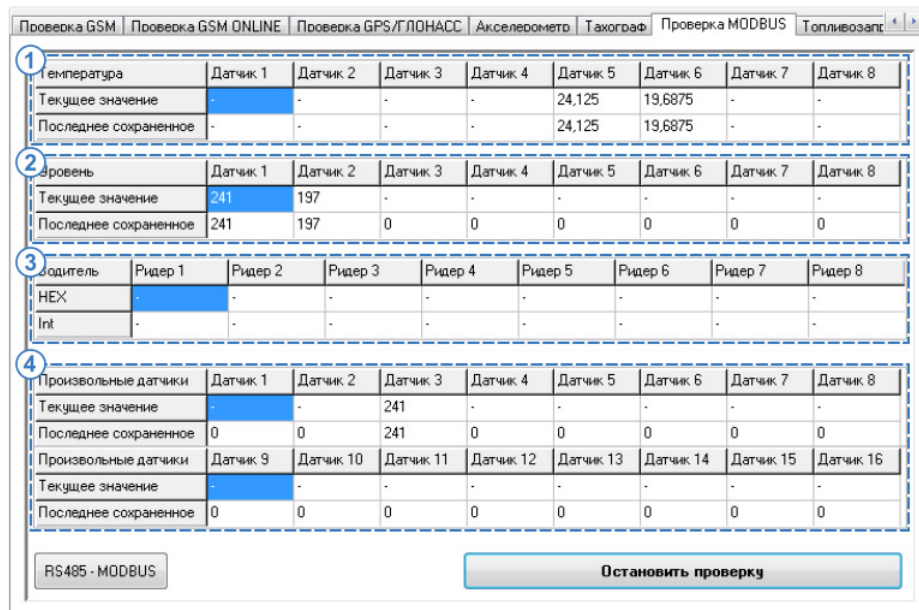 Проверка GSM Проверка GSM ONLINE Проверка GPS/ГЛОНАСС Акселерометр Тахограф Проверка MODBUS Топливозапр
1
Температура Датчик 1 Датчик 2 Датчик 3 Датчик 4 Датчик 5 Датчик 6 Датчик 7 Датчик 8
Текущее значение - - - - 24,125 19,6875 - -
Последнее сохраненное - - - - 24,125 19,6875 - -
2
Уровень Датчик 1 Датчик 2 Датчик 3 Датчик 4 Датчик 5 Датчик 6 Датчик 7 Датчик 8
Текущее значение 241 197 - - - - - -
Последнее сохраненное 241 197 0 0 0 0 0 0
3
Водитель Ридер 1 Ридер 2 Ридер 3 Ридер 4 Ридер 5 Ридер 6 Ридер 7 Ридер 8
HEX - - - - - - - -
Int - - - - - - - -
4
Произвольные датчики Датчик 1 Датчик 2 Датчик 3 Датчик 4 Датчик 5 Датчик 6 Датчик 7 Датчик 8
Текущее значение - - 241 - - - - -
Последнее сохраненное 0 0 241 0 0 0 0 0
Произвольные датчики Датчик 9 Датчик 10 Датчик 11 Датчик 12 Датчик 13 Датчик 14 Датчик 15 Датчик 16
Текущее значение - - - - - - - -
Последнее сохраненное 0 0 0 0 0 0 0 0
RS485 - MODBUS Остановить проверку